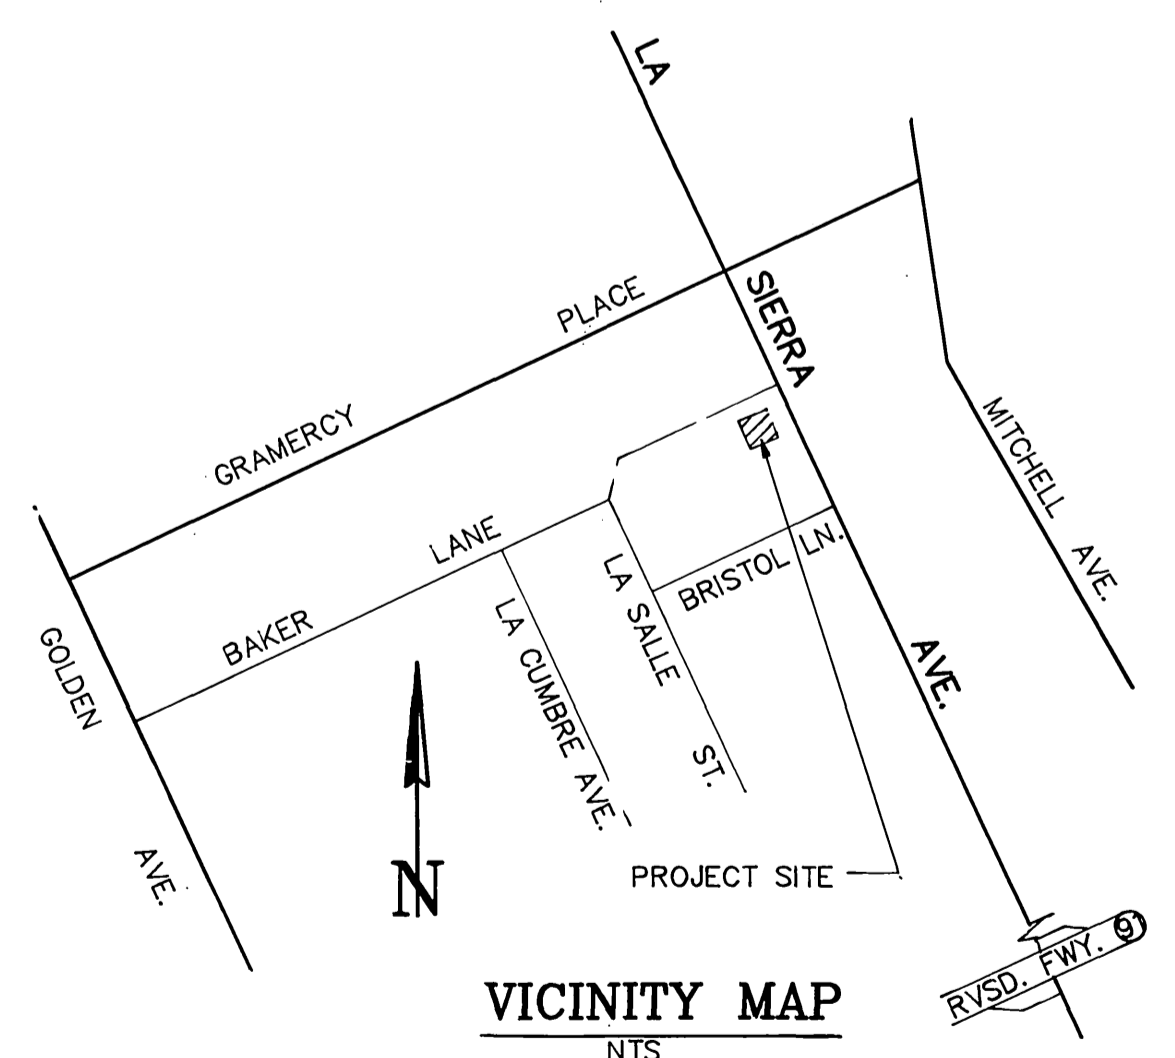 LA SIERRA AVE.
GRAMERCY PLACE
MITCHELL AVE.
BAKER LANE
BRISTOL LN.
LA SALLE ST.
LA CUMBRE AVE.
GOLDEN AVE.
N
PROJECT SITE
RVSD. FWY. 91
VICINITY MAP
NTS